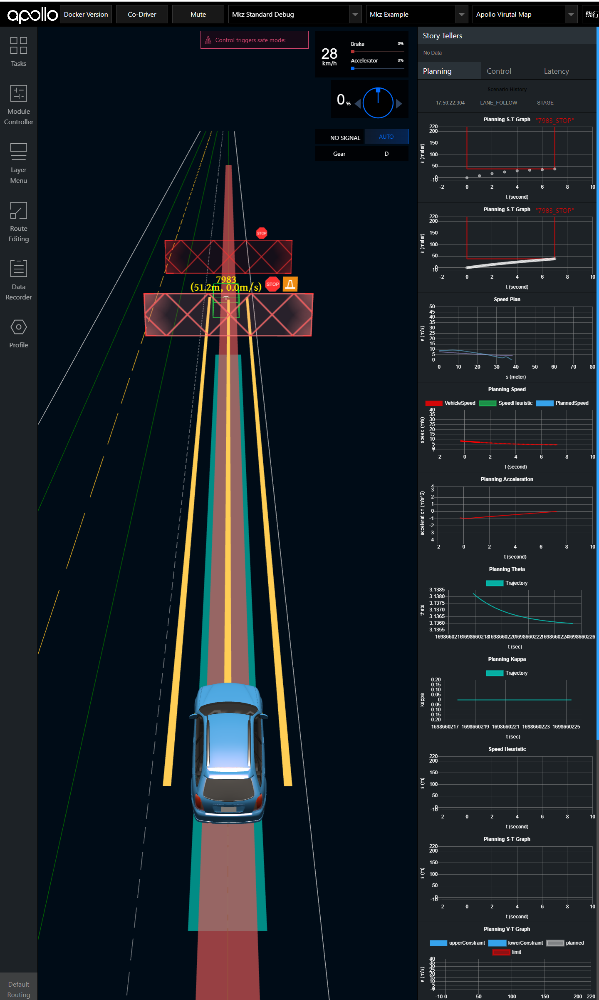 apollo
Docker Version
Co-Driver
Mute
Mkz Standard Debug
Mkz Example
Apollo Virutal Map
绕行
Tasks
Module
Controller
Layer
Menu
Route
Editing
Data
Recorder
Profile
Default
Routing
Control triggers safe mode:
28
km/h
Brake 0%
Accelerator 0%
0 %
NO SIGNAL AUTO
Gear D
STOP
7983
(51.2m, 0.0m/s)
STOP
Story Tellers
No Data
Planning Control Latency
Scenario History
17:50:22:304 LANE_FOLLOW STAGE
Planning S-T Graph "7983_STOP"
s (meter)
220
200
150
100
50
0
-10
-2 0 2 4 6 8 10
t (second)
Planning S-T Graph "7983_STOP"
s (meter)
220
200
150
100
50
0
-10
-2 0 2 4 6 8 10
t (second)
Speed Plan
v (m/s)
50
45
40
35
30
25
20
15
10
5
0
0 10 20 30 40 50 60 70 80
s (meter)
Planning Speed
VehicleSpeed SpeedHeuristic PlannedSpeed
speed (m/s)
40
35
30
25
20
15
10
5
0
-1
-2 0 2 4 6 8 10
t (second)
Planning Acceleration
acceleration (m/s^2)
4
3
2
1
0
-1
-2
-3
-4
-2 0 2 4 6 8 10
t (second)
Planning Theta
Trajectory
theta
3.1385
3.1380
3.1375
3.1370
3.1365
3.1360
3.1355
1698660216 1698660218 1698660220 1698660222 1698660224 1698660226
t (sec)
Planning Kappa
Trajectory
kappa
0.20
0.15
0.10
0.05
0
-0.05
-0.10
-0.15
-0.20
1698660217 1698660219 1698660221 1698660223 1698660225
t (sec)
Speed Heuristic
s (m)
220
200
150
100
50
0
-10
-2 0 2 4 6 8 10
t (second)
Planning S-T Graph
s (m)
220
200
150
100
50
0
-10
-2 0 2 4 6 8 10
t (second)
Planning V-T Graph
upperConstraint lowerConstraint planned
limit
v (m/s)
40
35
30
25
20
15
10
5
0
-1
-10 0 50 100 150 200 220